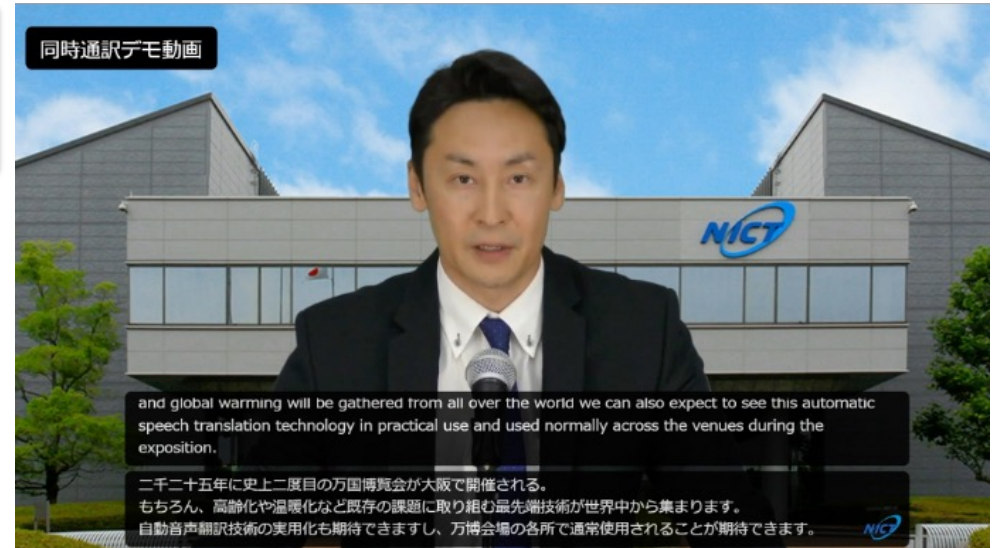 同時通訳デモ動画
NICT
and global warming will be gathered from all over the world we can also expect to see this automatic
speech translation technology in practical use and used normally across the venues during the
exposition.
二千二十五年に史上二度目の万国博覧会が大阪で開催される。
もちろん、高齢化や温暖化など既存の課題に取り組む最先端技術が世界中から集まります。
自動音声翻訳技術の実用化も期待できますし、万博会場の各所で通常使用されることが期待できます。
NICT